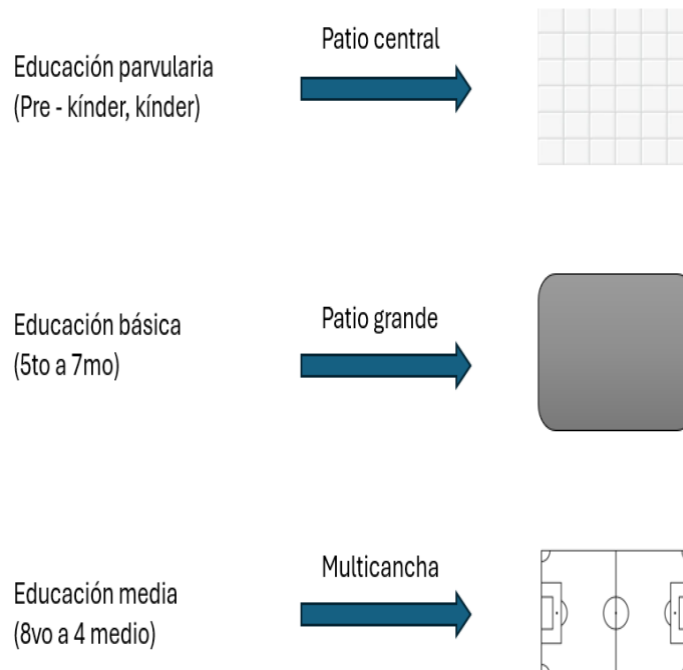 Patio central
Educación parvularia
(Pre - kínder, kínder)
Patio grande
Educación básica
(5to a 7mo)
Multicancha
Educación media
(8vo a 4 medio)